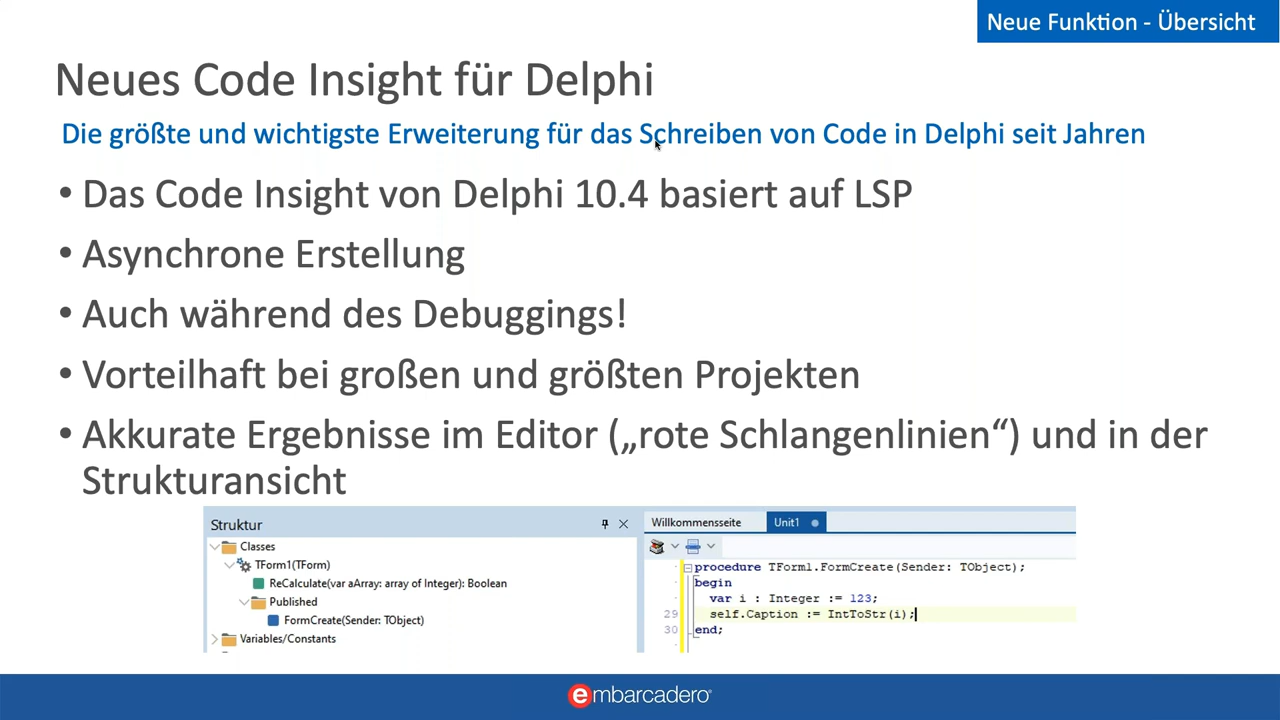 Neue Funktion - Übersicht
Neues Code Insight für Delphi
Die größte und wichtigste Erweiterung für das Schreiben von Code in Delphi seit Jahren
• Das Code Insight von Delphi 10.4 basiert auf LSP
• Asynchrone Erstellung
• Auch während des Debuggings!
• Vorteilhaft bei großen und größten Projekten
• Akkurate Ergebnisse im Editor („rote Schlangenlinien“) und in der
Strukturansicht
Struktur
Classes
TForm1(TForm)
ReCalculate(var aArray: array of Integer): Boolean
Published
FormCreate(Sender: TObject)
Variables/Constants
Willkommensseite Unit1
procedure TForm1.FormCreate(Sender: TObject);
begin
var i : Integer := 123;
29 self.Caption := IntToStr(i);
30 end;
embarcadero